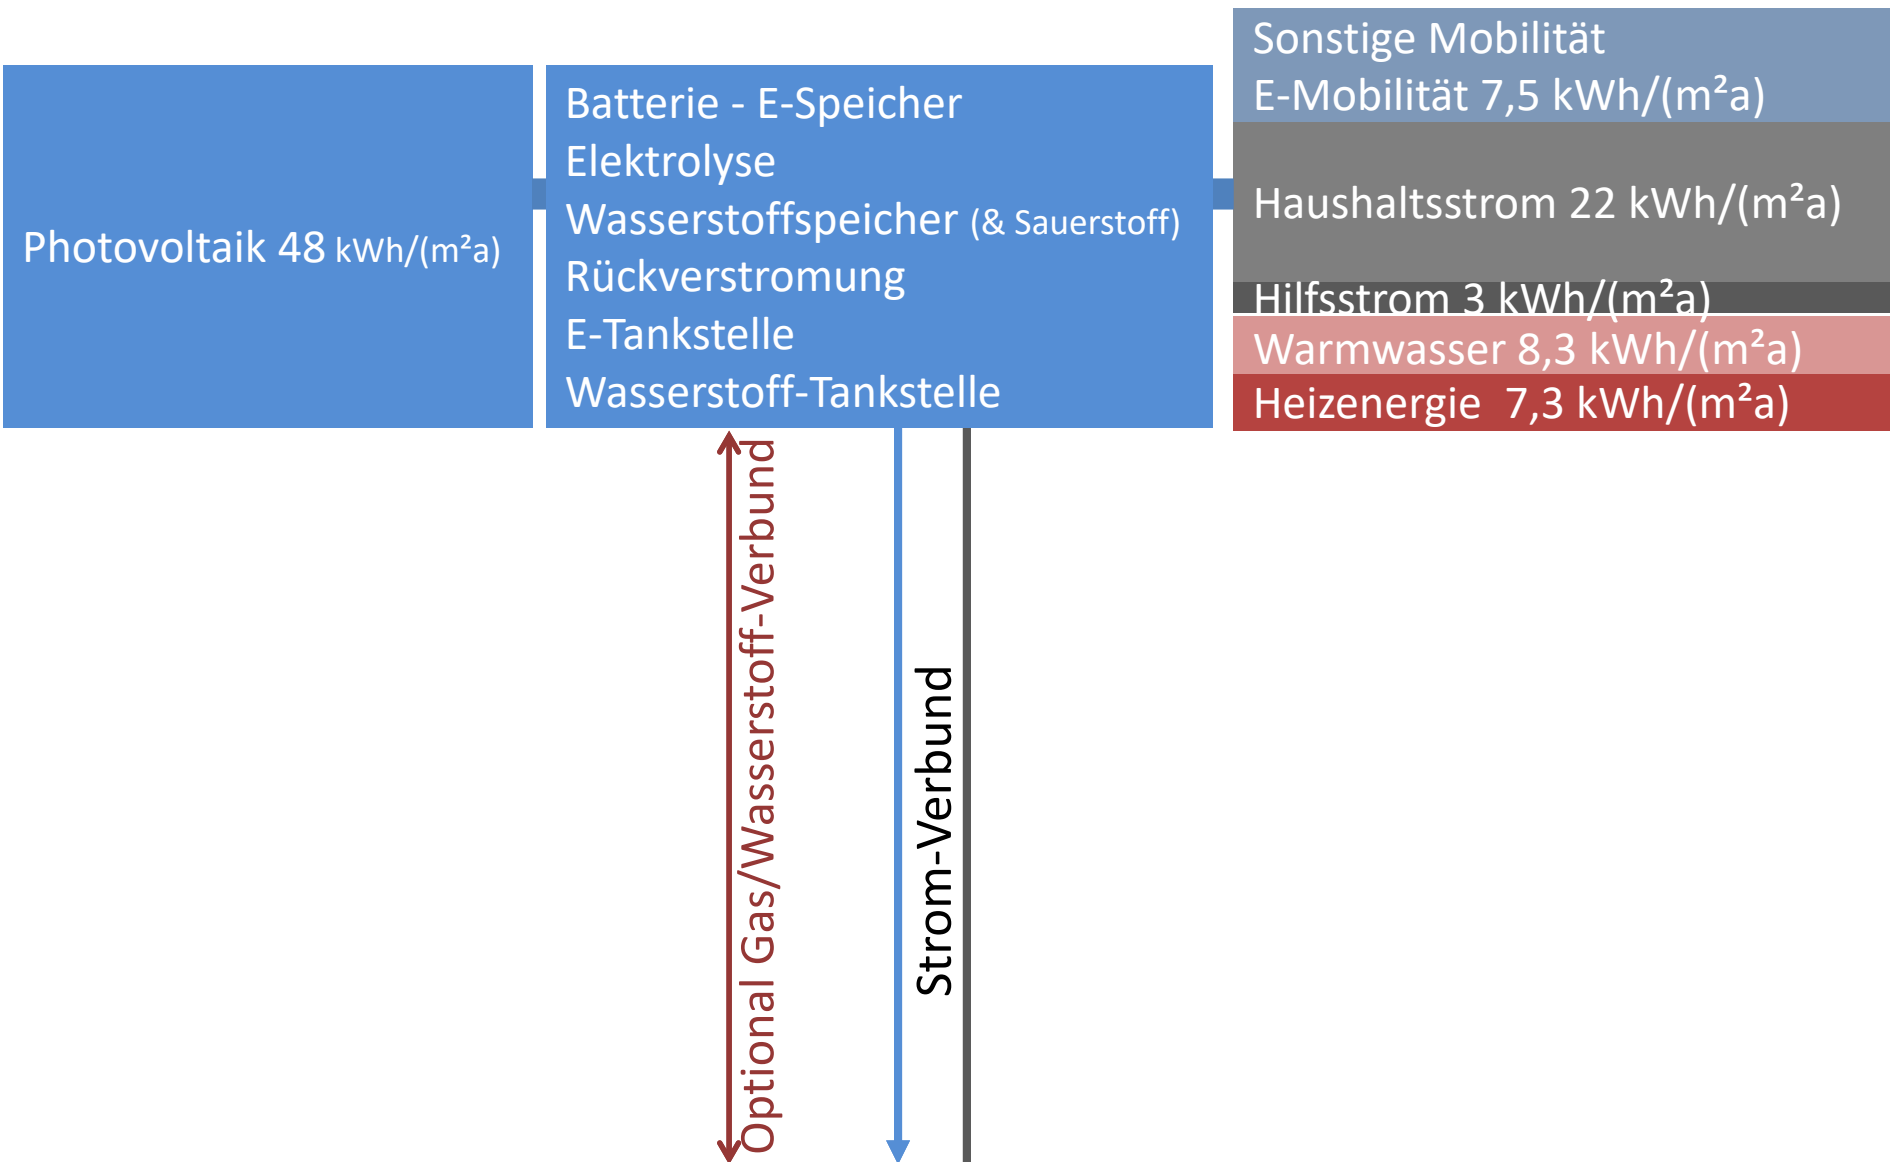 Photovoltaik 48 kWh/(m²a)
Batterie - E-Speicher
Elektrolyse
Wasserstoffspeicher (& Sauerstoff)
Rückverstromung
E-Tankstelle
Wasserstoff-Tankstelle
Sonstige Mobilität
E-Mobilität 7,5 kWh/(m²a)
Haushaltsstrom 22 kWh/(m²a)
Hilfsstrom 3 kWh/(m²a)
Warmwasser 8,3 kWh/(m²a)
Heizenergie 7,3 kWh/(m²a)
Optional Gas/Wasserstoff-Verbund
Strom-Verbund